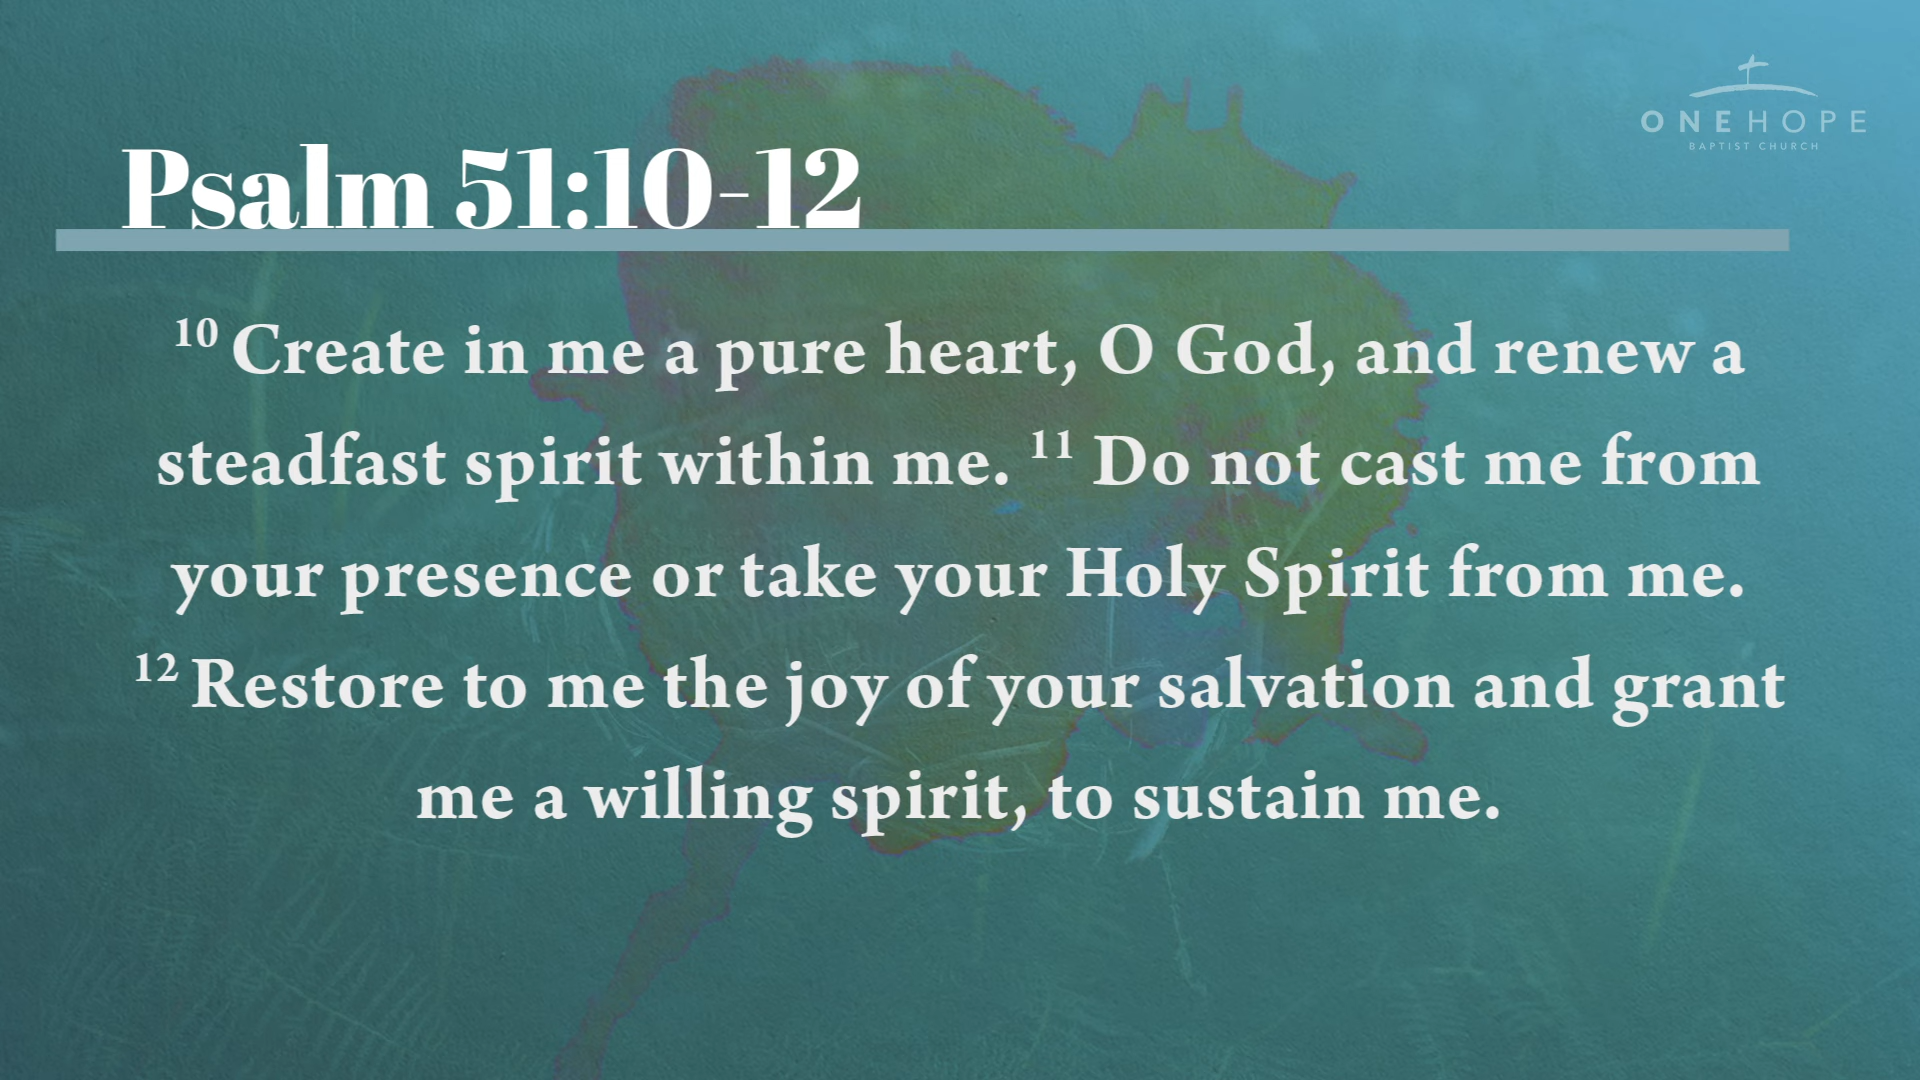 ONEHOPE
BAPTIST CHURCH
Psalm 51:10-12
10 Create in me a pure heart, O God, and renew a
steadfast spirit within me. 11 Do not cast me from
your presence or take your Holy Spirit from me.
12 Restore to me the joy of your salvation and grant
me a willing spirit, to sustain me.